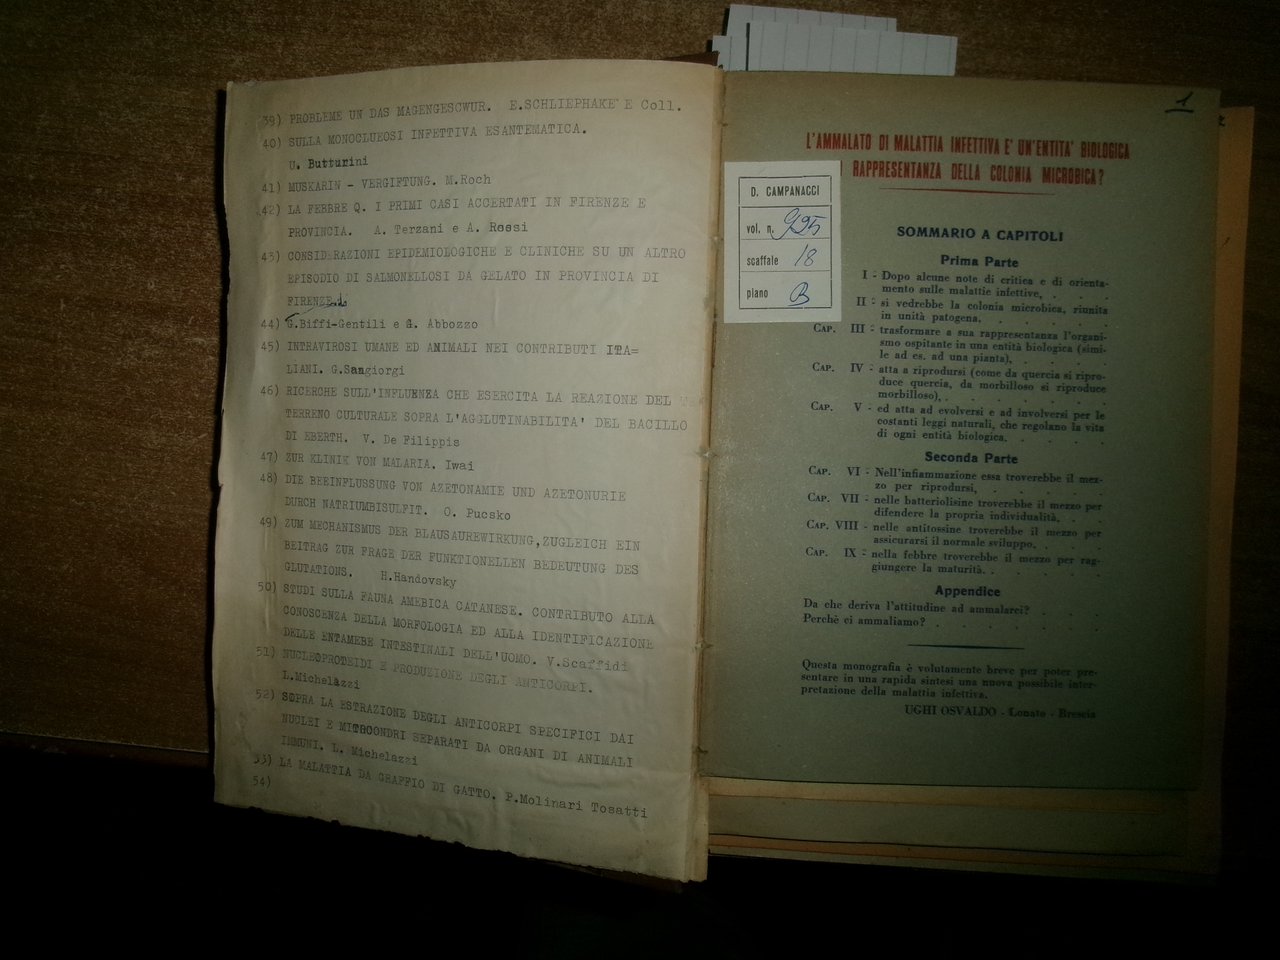 39) PROBLEME UN DAS MAGENGESCWUR. E.SCHLIEPHAKE E Coll.
40) SULLA MONOCLUEOSI INFETTIVA ESANTEMATICA.
U. Butturini
41) MUSKARIN - VERGIFTUNG. M.Roch
42) LA FEBBRE Q. I PRIMI CASI ACCERTATI IN FIRENZE E
PROVINCIA. A. Terzani e A. Rossi
43) CONSIDERAZIONI EPIDEMIOLOGICHE E CLINICHE SU UN ALTRO
EPISODIO DI SALMONELLOSI DA GELATO IN PROVINCIA DI
FIRENZE.
44) G.Biffi-Gentili e G. Abbozzo
45) INTRAVIROSI UMANE ED ANIMALI NEI CONTRIBUTI ITA=
LIANI. G.Sangiorgi
46) RICERCHE SULL'INFLUENZA CHE ESERCITA LA REAZIONE DEL
TERRENO CULTURALE SOPRA L'AGGLUTINABILITA' DEL BACILLO
DI EBERTH. V. De Filippis
47) ZUR KLINIK VON MALARIA. Iwai
48) DIE BEEINFLUSSUNG VON AZETONAMIE UND AZETONURIE
DURCH NATRIUMBISULFIT. O. Pucsko
49) ZUM MECHANISMUS DER BLAUSAUREWIRKUNG,ZUGLEICH EIN
BEITRAG ZUR FRAGE DER FUNKTIONELLEN BEDEUTUNG DES
GLUTATIONS. H.Handovsky
50) STUDI SULLA FAUNA AMEBICA CATANESE. CONTRIBUTO ALLA
CONOSCENZA DELLA MORFOLOGIA ED ALLA IDENTIFICAZIONE
DELLE ENTAMEBE INTESTINALI DELL'UOMO. V.Scaffidi
51) NUCLEOPROTEIDI E PRODUZIONE DEGLI ANTICORPI.
L.Michelazzi
52) SOPRA LA ESTRAZIONE DEGLI ANTICORPI SPECIFICI DAI
NUCLEI E MITOCONDRI SEPARATI DA ORGANI DI ANIMALI
IMMUNI. L. Michelazzi
53) LA MALATTIA DA GRAFFIO DI GATTO. P.Molinari Tosatti
54)
1
L'AMMALATO DI MALATTIA INFETTIVA E' UN'ENTITA' BIOLOGICA
RAPPRESENTANZA DELLA COLONIA MICROBICA?
D. CAMPANACCI
vol. n. 925
scaffale 18
piano B
SOMMARIO A CAPITOLI
Prima Parte
I - Dopo alcune note di critica e di orienta-
mento sulle malattie infettive, . . .
II - si vedrebbe la colonia microbica, riunita
in unità patogena. . . . . . .
CAP. III - trasformare a sua rappresentanza l'organi-
smo ospitante in una entità biologica (simi-
le ad es. ad una pianta), . . . .
CAP. IV - atta a riprodursi (come da quercia si ripro-
duce quercia, da morbilloso si riproduce
morbilloso), . . . . . . .
CAP. V - ed atta ad evolversi e ad involversi per le
costanti leggi naturali, che regolano la vita
di ogni entità biologica. . . . .
Seconda Parte
CAP. VI - Nell'infiammazione essa troverebbe il mez-
zo per riprodursi, . . . . . .
CAP. VII - nelle batteriolisine troverebbe il mezzo per
difendere la propria individualità, . .
CAP. VIII - nelle antitossine troverebbe il mezzo per
assicurarsi il normale sviluppo, . . .
CAP. IX - nella febbre troverebbe il mezzo per rag-
giungere la maturità. . . . . .
Appendice
Da che deriva l'attitudine ad ammalarci? . . .
Perchè ci ammaliamo? . . . . . .
Questa monografia è volutamente breve per poter pre-
sentare in una rapida sintesi una nuova possibile inter-
pretazione della malattia infettiva.
UGHI OSVALDO - Lonato - Brescia